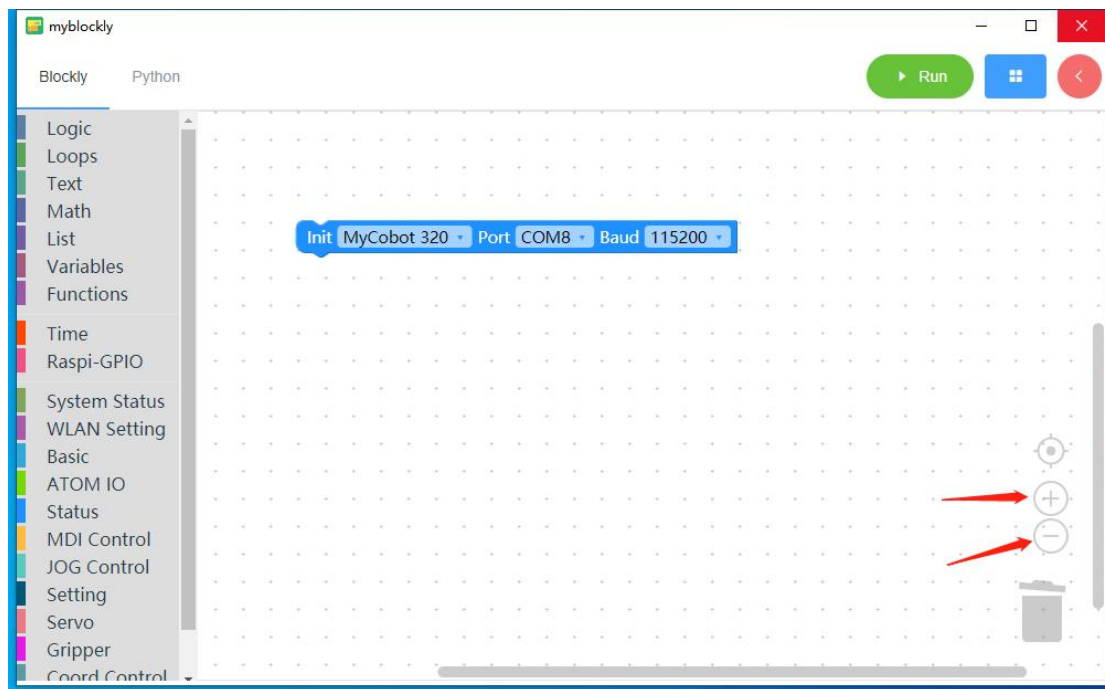 myblockly
Blockly Python Run
Logic
Loops
Text
Math
List
Variables
Functions
Time
Raspi-GPIO
System Status
WLAN Setting
Basic
ATOM IO
Status
MDI Control
JOG Control
Setting
Servo
Gripper
Coord Control
Init MyCobot 320 Port COM8 Baud 115200